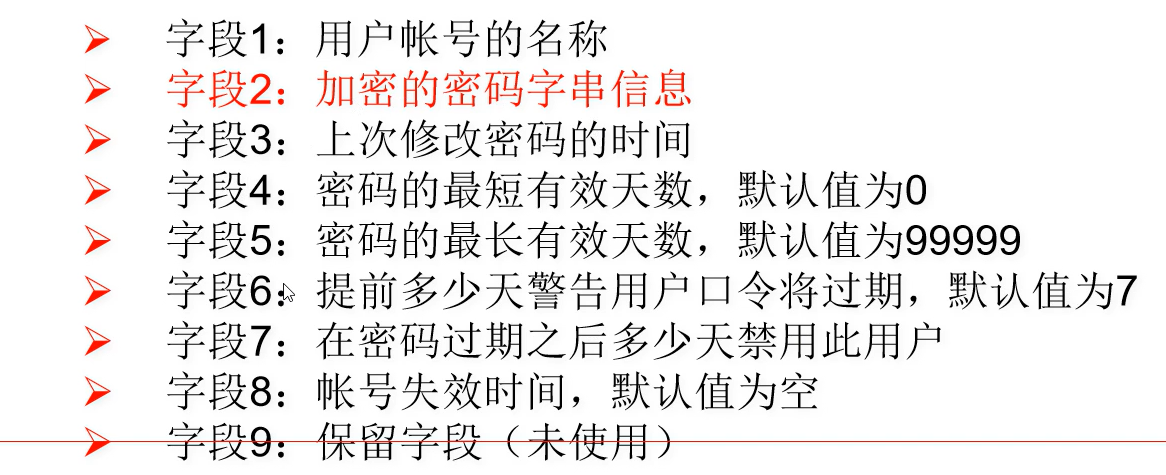 字段1：用户帐号的名称
字段2：加密的密码字串信息
字段3：上次修改密码的时间
字段4：密码的最短有效天数，默认值为0
字段5：密码的最长有效天数，默认值为99999
字段6：提前多少天警告用户口令将过期，默认值为7
字段7：在密码过期之后多少天禁用此用户
字段8：帐号失效时间，默认值为空
字段9：保留字段（未使用）